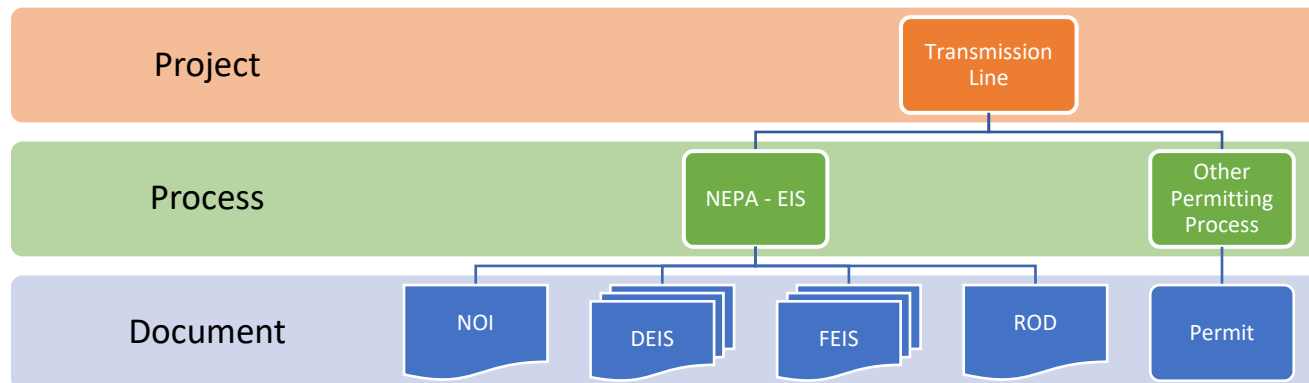 Project
Transmission
Line
Process
NEPA - EIS
Other
Permitting
Process
Document
NOI
DEIS
FEIS
ROD
Permit